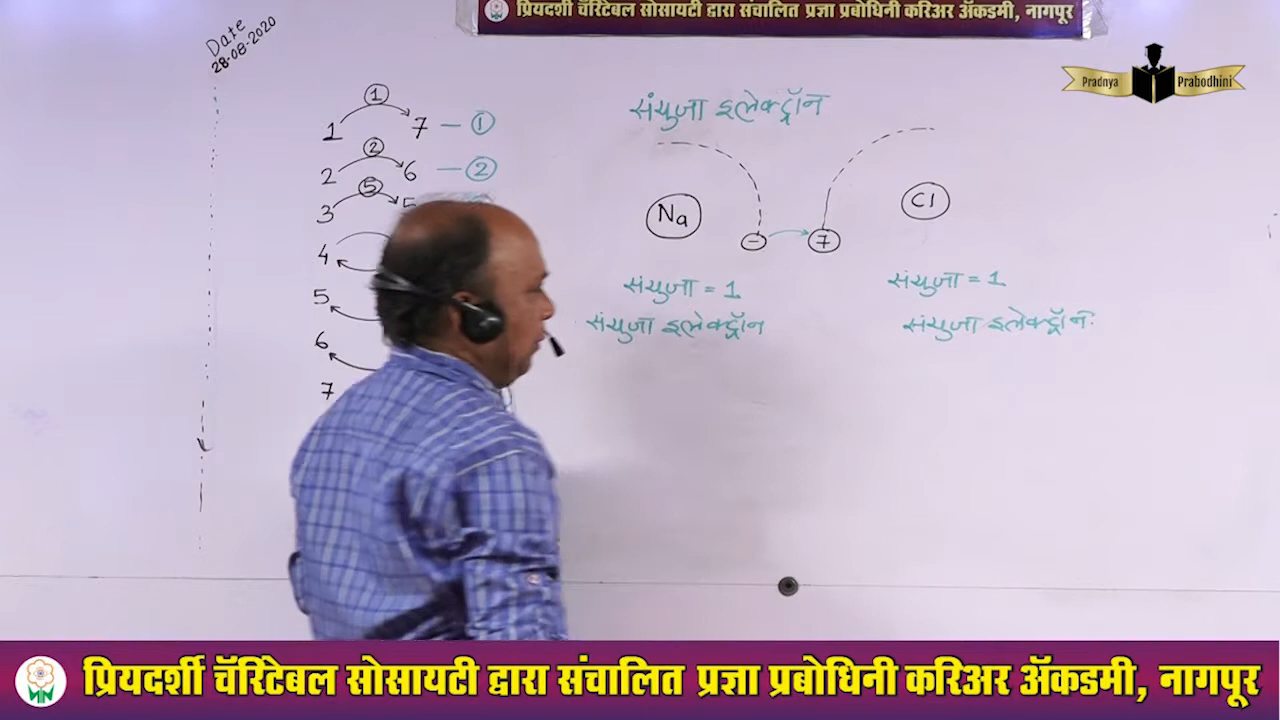 प्रियदर्शी चॅरिटेबल सोसायटी द्वारा संचालित प्रज्ञा प्रबोधिनी करिअर ॲकडमी, नागपूर
Pradnya Prabodhini
Date
28-08-2020
1 ① 7 – ①
2 ② 6 – ②
3 ⑤ 5
4
5
6
7
संयुजा इलेक्ट्रॉन
Na – 7 Cl
संयुजा = 1
संयुजा = 1
संयुजा इलेक्ट्रॉन
संयुजा इलेक्ट्रॉन:
प्रियदर्शी चॅरिटेबल सोसायटी द्वारा संचालित प्रज्ञा प्रबोधिनी करिअर ॲकडमी, नागपूर